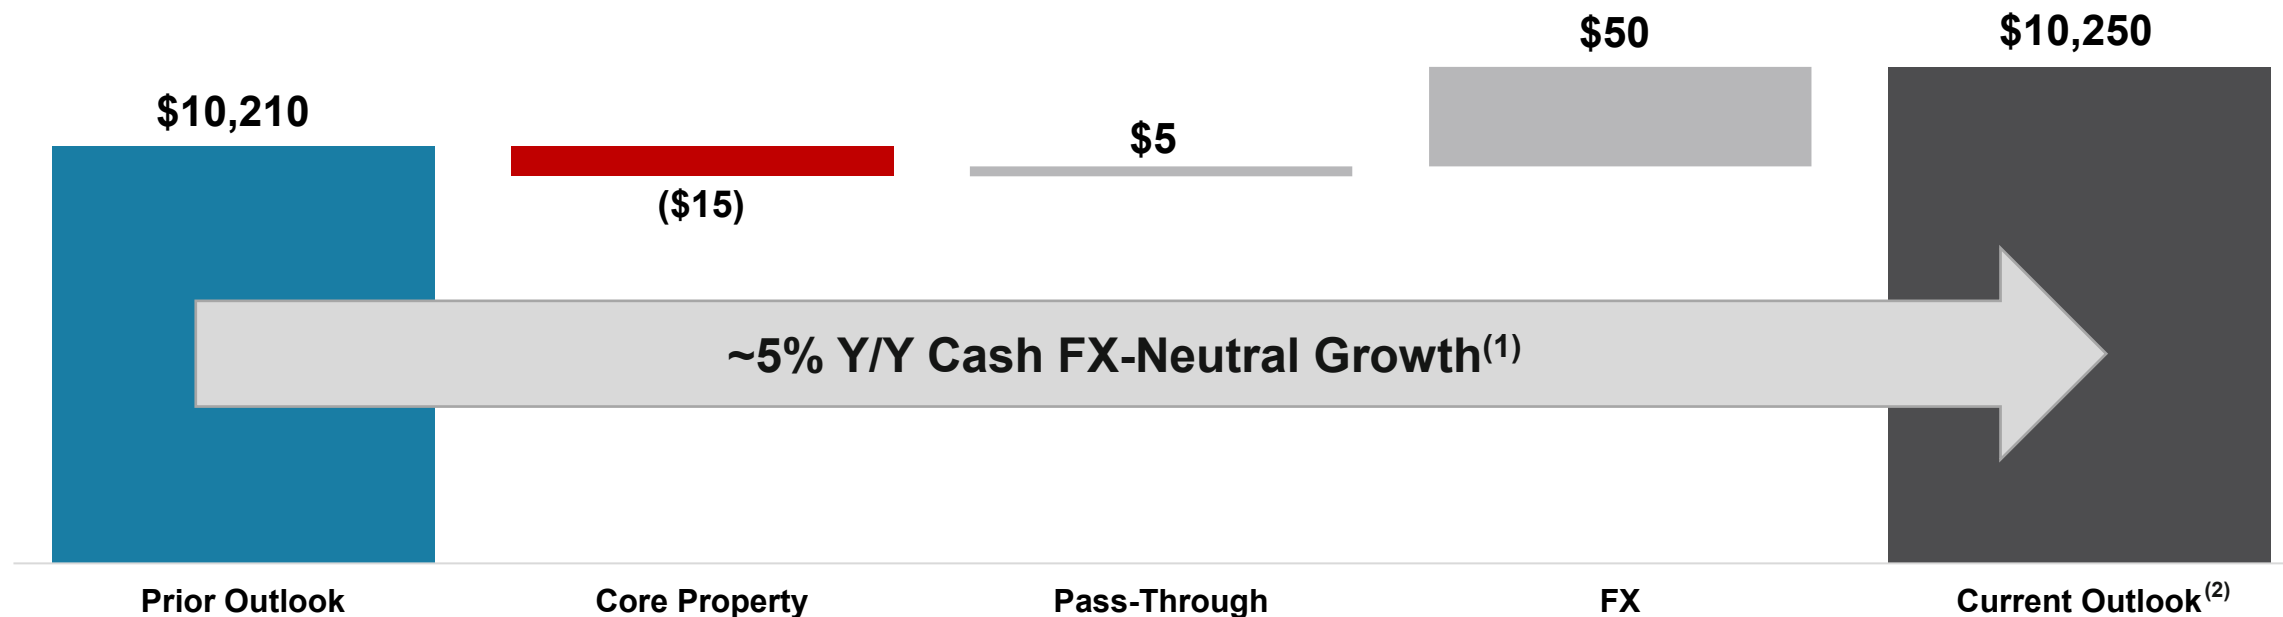 $10,210
($15)
$5
$50
$10,250
~5% Y/Y Cash FX-Neutral Growth(1)
Prior Outlook
Core Property
Pass-Through
FX
Current Outlook(2)